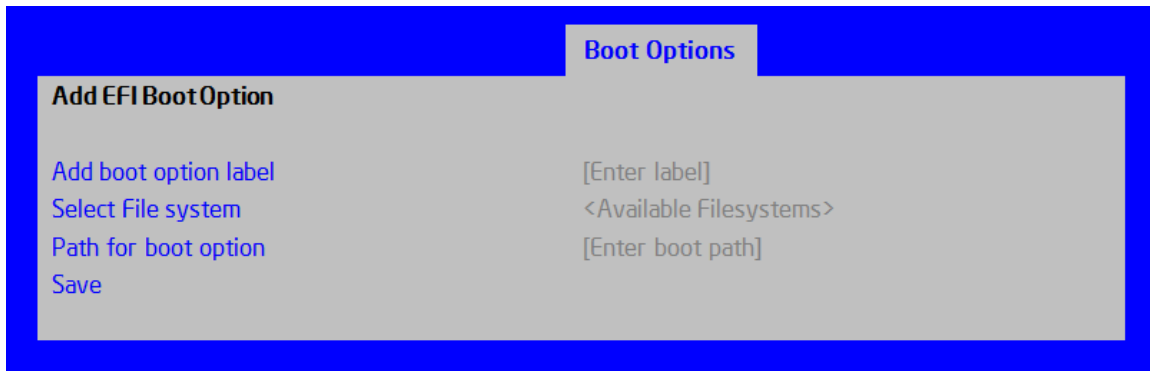 Boot Options
Add EFI Boot Option
Add boot option label [Enter label]
Select File system <Available Filesystems>
Path for boot option [Enter boot path]
Save